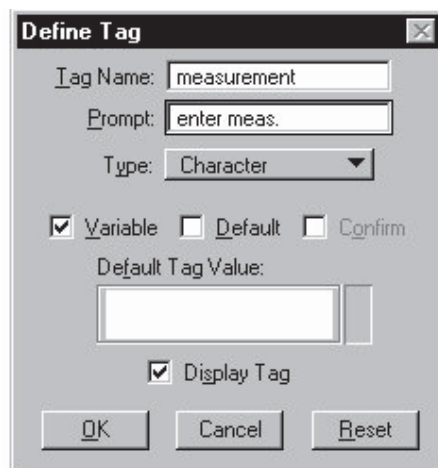 Define Tag
Tag Name: measurement
Prompt: enter meas.
Type: Character
Variable Default Confirm
Default Tag Value:
Display Tag
OK Cancel Reset